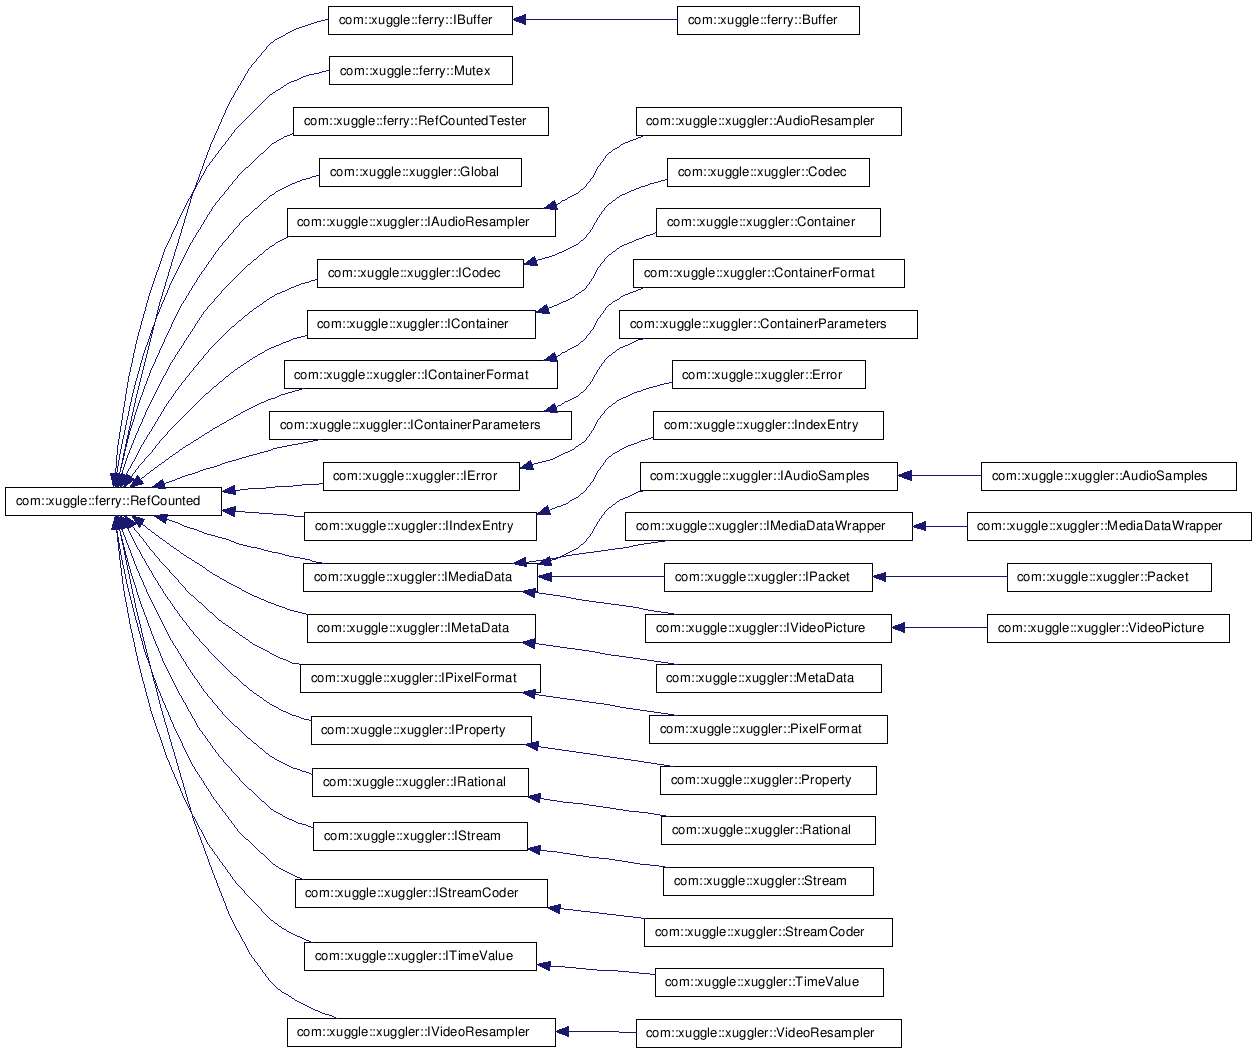 com::xuggle::ferry::IBuffer
com::xuggle::ferry::Buffer
com::xuggle::ferry::Mutex
com::xuggle::ferry::RefCountedTester
com::xuggle::xuggler::AudioResampler
com::xuggle::xuggler::Global
com::xuggle::xuggler::Codec
com::xuggle::xuggler::IAudioResampler
com::xuggle::xuggler::Container
com::xuggle::xuggler::ICodec
com::xuggle::xuggler::ContainerFormat
com::xuggle::xuggler::IContainer
com::xuggle::xuggler::ContainerParameters
com::xuggle::xuggler::IContainerFormat
com::xuggle::xuggler::Error
com::xuggle::xuggler::IContainerParameters
com::xuggle::xuggler::IndexEntry
com::xuggle::xuggler::IError
com::xuggle::xuggler::IAudioSamples
com::xuggle::xuggler::AudioSamples
com::xuggle::ferry::RefCounted
com::xuggle::xuggler::IIndexEntry
com::xuggle::xuggler::IMediaDataWrapper
com::xuggle::xuggler::MediaDataWrapper
com::xuggle::xuggler::IMediaData
com::xuggle::xuggler::IPacket
com::xuggle::xuggler::Packet
com::xuggle::xuggler::IMetaData
com::xuggle::xuggler::IVideoPicture
com::xuggle::xuggler::VideoPicture
com::xuggle::xuggler::IPixelFormat
com::xuggle::xuggler::MetaData
com::xuggle::xuggler::IProperty
com::xuggle::xuggler::PixelFormat
com::xuggle::xuggler::IRational
com::xuggle::xuggler::Property
com::xuggle::xuggler::IStream
com::xuggle::xuggler::Rational
com::xuggle::xuggler::IStreamCoder
com::xuggle::xuggler::Stream
com::xuggle::xuggler::StreamCoder
com::xuggle::xuggler::ITimeValue
com::xuggle::xuggler::TimeValue
com::xuggle::xuggler::IVideoResampler
com::xuggle::xuggler::VideoResampler